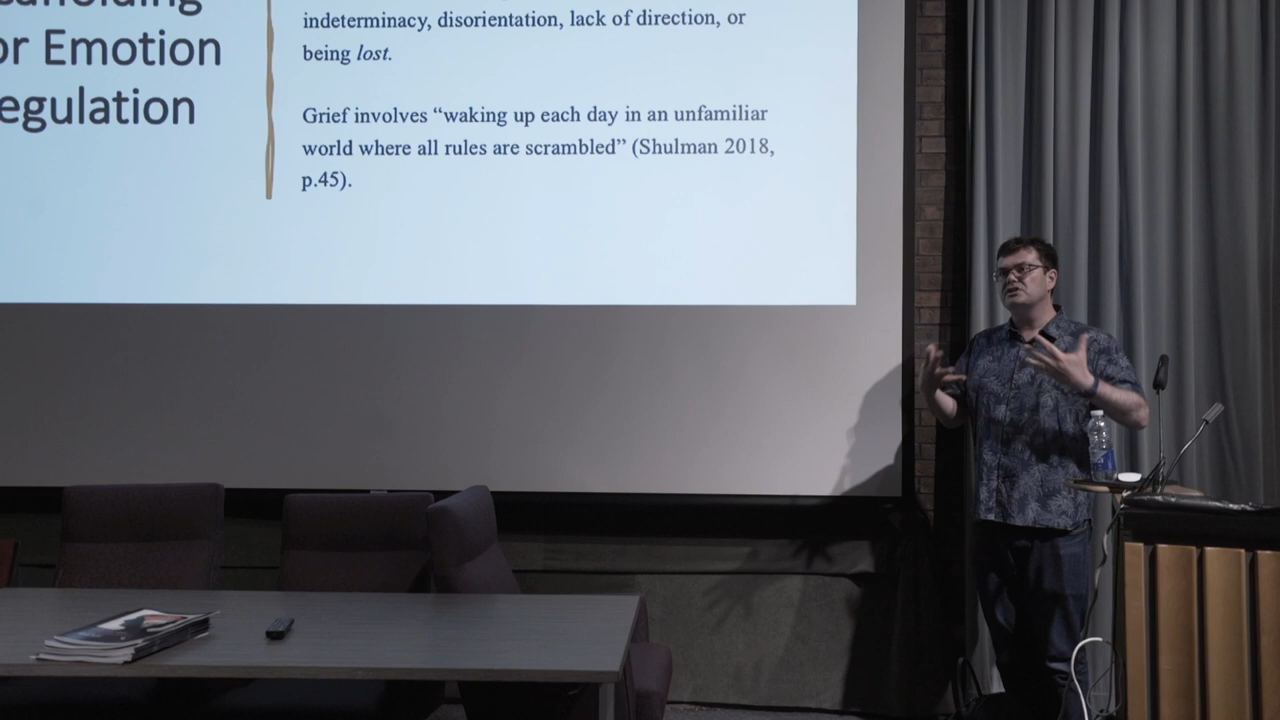 or Emotion
egulation
indeterminacy, disorientation, lack of direction, or
being lost.
Grief involves “waking up each day in an unfamiliar
world where all rules are scrambled” (Shulman 2018,
p.45).